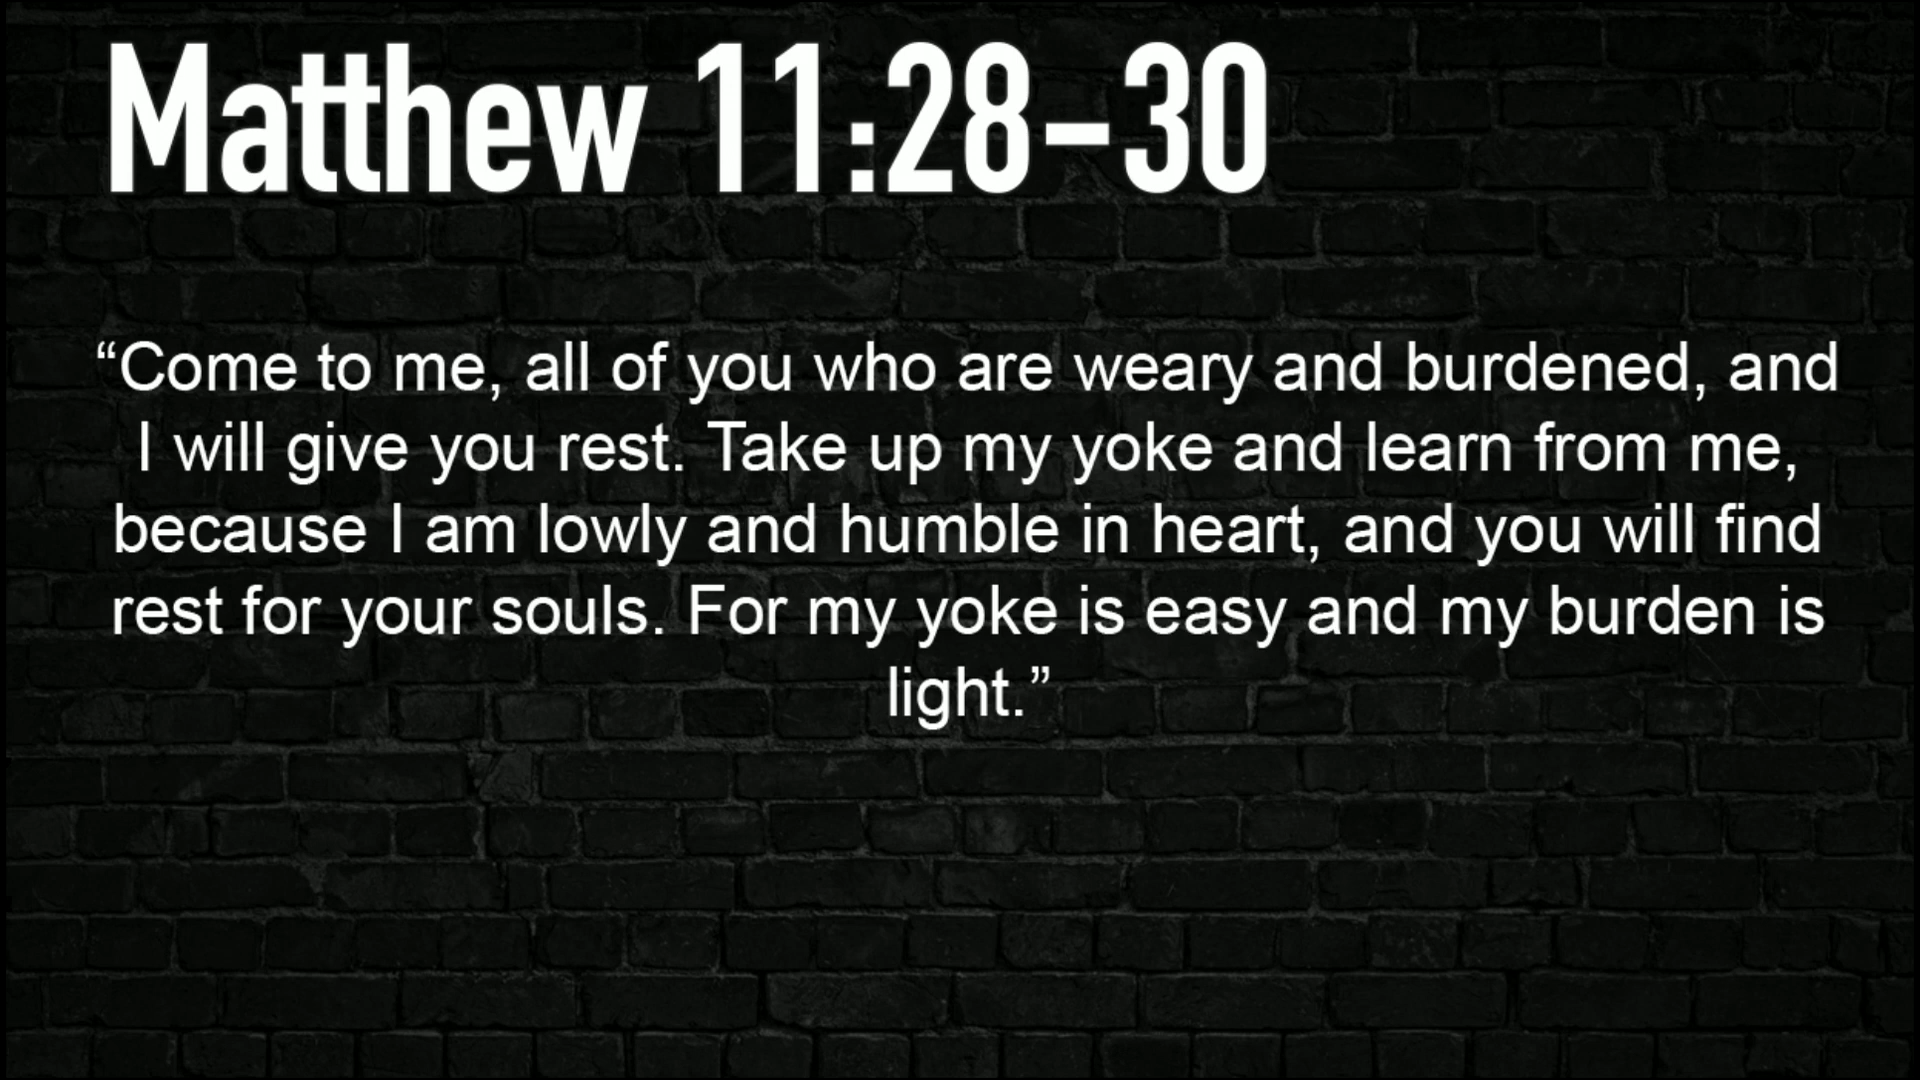 Matthew 11:28–30
“Come to me, all of you who are weary and burdened, and
I will give you rest. Take up my yoke and learn from me,
because I am lowly and humble in heart, and you will find
rest for your souls. For my yoke is easy and my burden is
light.”